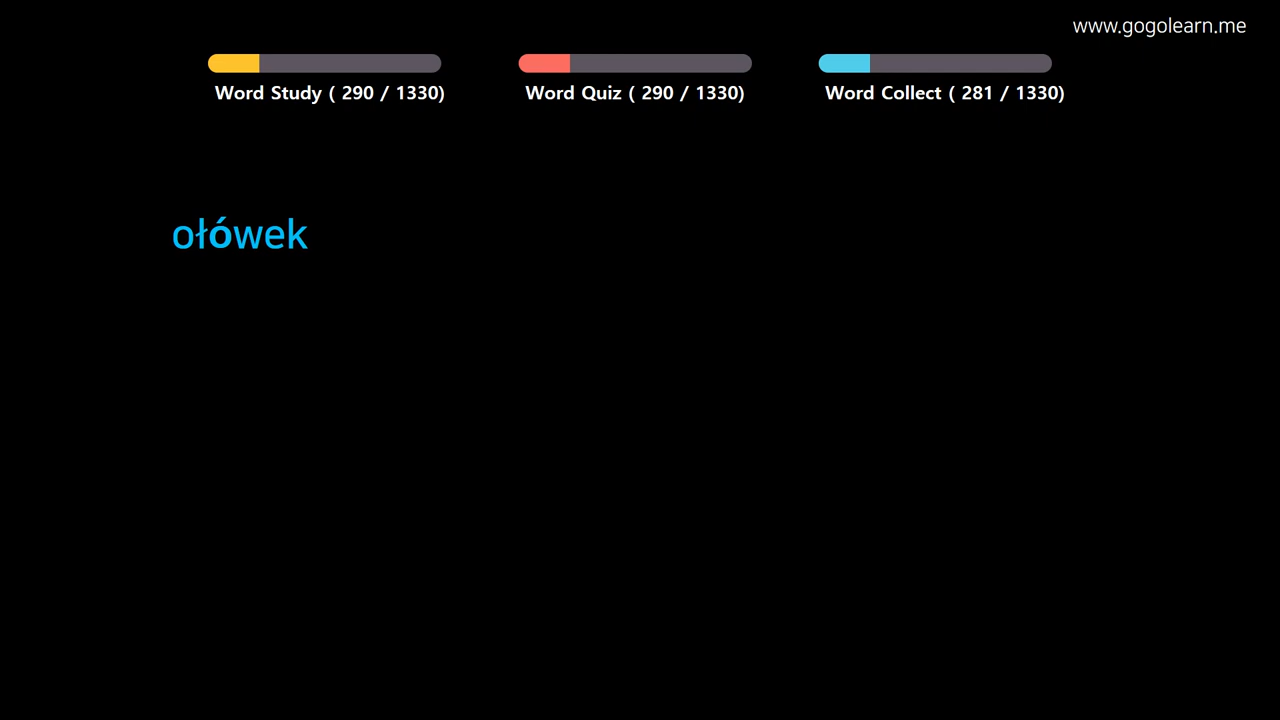 www.gogolearn.me
Word Study ( 290 / 1330)
Word Quiz ( 290 / 1330)
Word Collect ( 281 / 1330)
ołówek